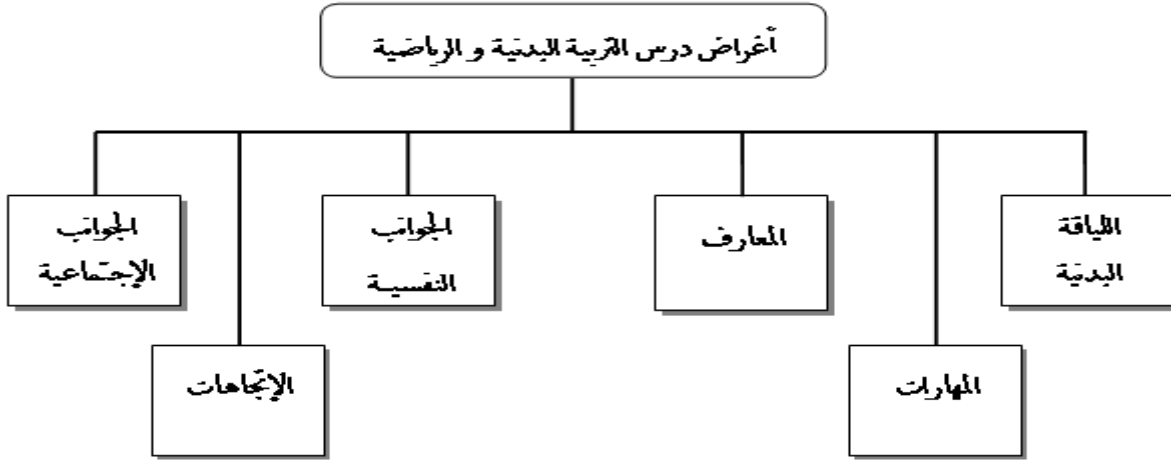 أغراض درس التربية البدنية و الرياضية
اللياقة
البدنية
المهارات
المعارف
الجوانب
النفسية
الإتجاهات
الجوانب
الإجتماعية